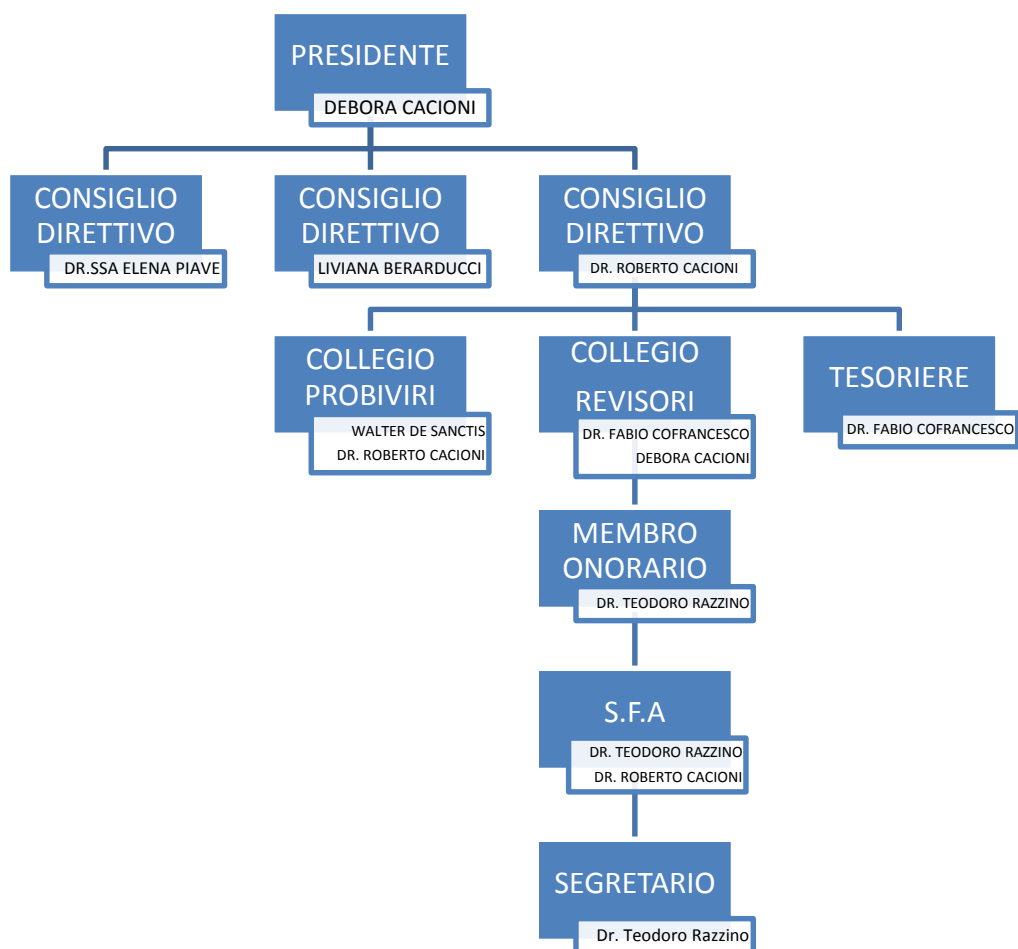 PRESIDENTE
DEBORA CACIONI
CONSIGLIO
DIRETTIVO
DR.SSA ELENA PIAVE
CONSIGLIO
DIRETTIVO
LIVIANA BERARDUCCI
CONSIGLIO
DIRETTIVO
DR. ROBERTO CACIONI
COLLEGIO
PROBIVIRI
WALTER DE SANCTIS
DR. ROBERTO CACIONI
COLLEGIO
REVISORI
DR. FABIO COFRANCESCO
DEBORA CACIONI
TESORIERE
DR. FABIO COFRANCESCO
MEMBRO
ONORARIO
DR. TEODORO RAZZINO
S.F.A
DR. TEODORO RAZZINO
DR. ROBERTO CACIONI
SEGRETARIO
Dr. Teodoro Razzino